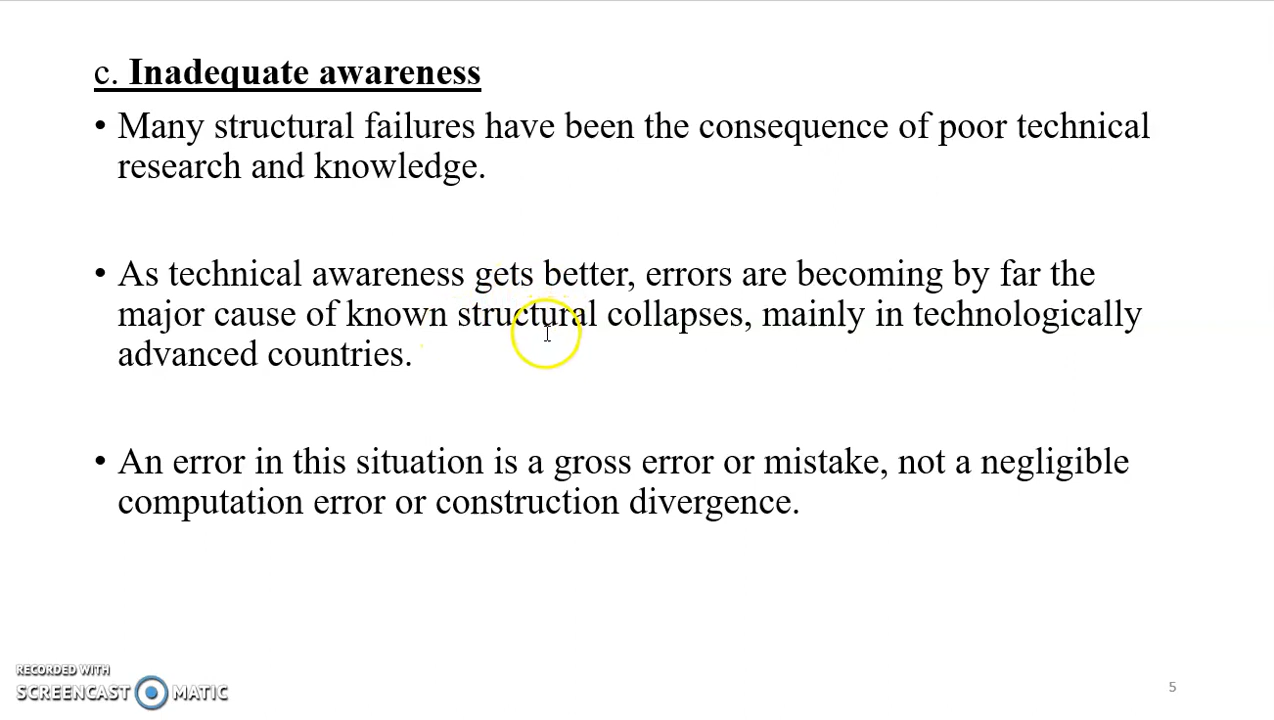 c. Inadequate awareness
• Many structural failures have been the consequence of poor technical
research and knowledge.
• As technical awareness gets better, errors are becoming by far the
major cause of known structural collapses, mainly in technologically
advanced countries.
• An error in this situation is a gross error or mistake, not a negligible
computation error or construction divergence.
RECORDED WITH
SCREENCAST MATIC
5